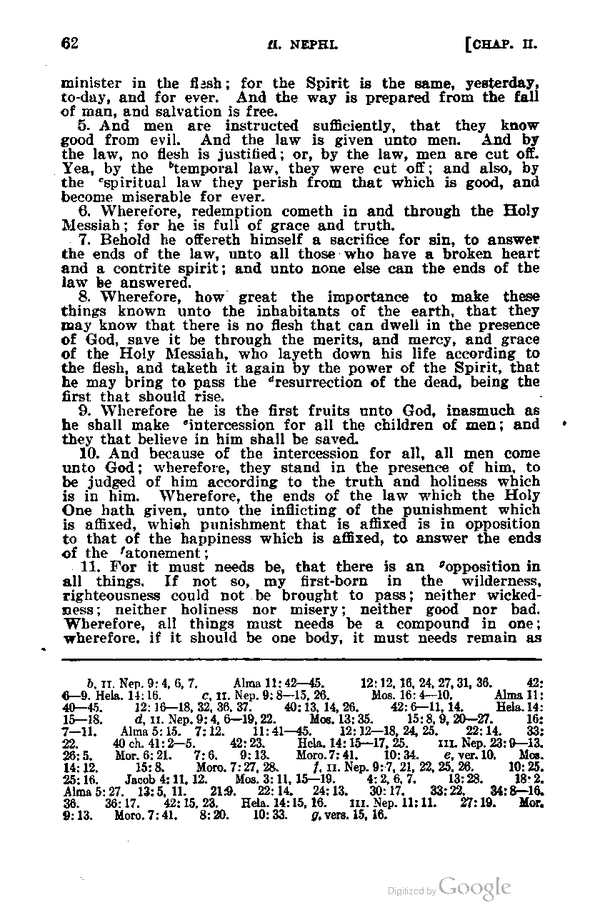 62 II. NEPHI. [CHAP. II.
minister in the flesh; for the Spirit is the same, yesterday,
to-day, and for ever. And the way is prepared from the fall
of man, and salvation is free.
5. And men are instructed sufficiently, that they know
good from evil. And the law is given unto men. And by
the law, no flesh is justified; or, by the law, men are cut off.
Yea, by the ᵇtemporal law, they were cut off; and also, by
the ᶜspiritual law they perish from that which is good, and
become miserable for ever.
6. Wherefore, redemption cometh in and through the Holy
Messiah; for he is full of grace and truth.
7. Behold he offereth himself a sacrifice for sin, to answer
the ends of the law, unto all those who have a broken heart
and a contrite spirit; and unto none else can the ends of the
law be answered.
8. Wherefore, how great the importance to make these
things known unto the inhabitants of the earth, that they
may know that there is no flesh that can dwell in the presence
of God, save it be through the merits, and mercy, and grace
of the Holy Messiah, who layeth down his life according to
the flesh, and taketh it again by the power of the Spirit, that
he may bring to pass the ᵈresurrection of the dead, being the
first that should rise.
9. Wherefore he is the first fruits unto God, inasmuch as
he shall make ᵉintercession for all the children of men; and
they that believe in him shall be saved.
10. And because of the intercession for all, all men come
unto God; wherefore, they stand in the presence of him, to
be judged of him according to the truth and holiness which
is in him. Wherefore, the ends of the law which the Holy
One hath given, unto the inflicting of the punishment which
is affixed, which punishment that is affixed is in opposition
to that of the happiness which is affixed, to answer the ends
of the ᶠatonement;
11. For it must needs be, that there is an ᵍopposition in
all things. If not so, my first-born in the wilderness,
righteousness could not be brought to pass; neither wicked-
ness; neither holiness nor misery; neither good nor bad.
Wherefore, all things must needs be a compound in one;
wherefore, if it should be one body, it must needs remain as
b, II. Nep. 9: 4, 6, 7. Alma 11: 42—45. 12: 12, 16, 24, 27, 31, 36. 42:
6—9. Hela. 14: 16. c, II. Nep. 9: 8—15, 26. Mos. 16: 4—10. Alma 11:
40—45. 12: 16—18, 32, 36, 37. 40: 13, 14, 26. 42: 6—11, 14. Hela. 14:
15—18. d, II. Nep. 9: 4, 6—19, 22. Mos. 13: 35. 15: 8, 9, 20—27. 16:
7—11. Alma 5: 15. 7: 12. 11: 41—45. 12: 12—18, 24, 25. 22: 14. 33:
22. 40 ch. 41: 2—5. 42: 23. Hela. 14: 15—17, 25. III. Nep. 23: 9—13.
26: 5. Mor. 6: 21. 7: 6. 9: 13. Moro. 7: 41. 10: 34. e, ver. 10. Mos.
14: 12. 15: 8. Moro. 7: 27, 28. f, II. Nep. 9: 7, 21, 22, 25, 26. 10: 25.
25: 16. Jacob 4: 11, 12. Mos. 3: 11, 15—19. 4: 2, 6, 7. 13: 28. 18: 2.
Alma 5: 27. 13: 5, 11. 21: 9. 22: 14. 24: 13. 30: 17. 33: 22. 34: 8—16.
36. 36: 17. 42: 15, 23. Hela. 14: 15, 16. III. Nep. 11: 11. 27: 19. Mor.
9: 13. Moro. 7: 41. 8: 20. 10: 33. g, vers. 15, 16.
Digitized by Google